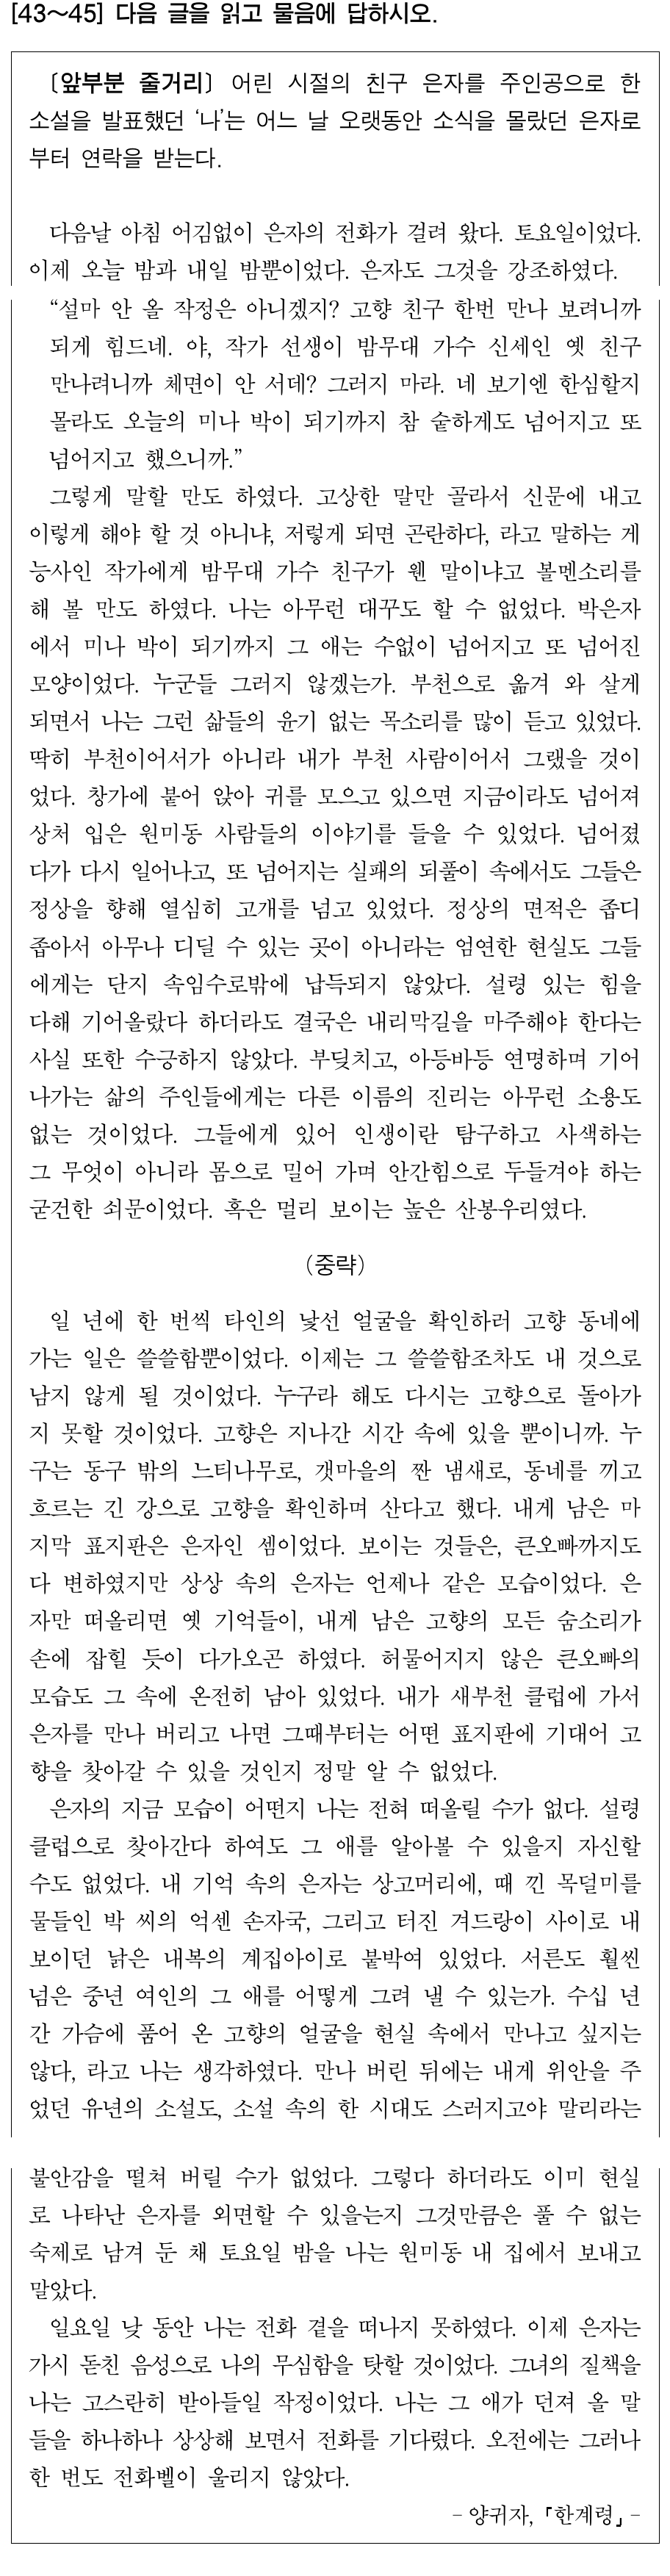 [43～45] 다음 글을 읽고 물음에 답하시오.
〔앞부분 줄거리〕 어린 시절의 친구 은자를 주인공으로 한
소설을 발표했던 ‘나’는 어느 날 오랫동안 소식을 몰랐던 은자로
부터 연락을 받는다.
다음날 아침 어김없이 은자의 전화가 걸려 왔다. 토요일이었다.
이제 오늘 밤과 내일 밤뿐이었다. 은자도 그것을 강조하였다.
“설마 안 올 작정은 아니겠지? 고향 친구 한번 만나 보려니까
되게 힘드네. 야, 작가 선생이 밤무대 가수 신세인 옛 친구
만나려니까 체면이 안 서데? 그러지 마라. 네 보기엔 한심할지
몰라도 오늘의 미나 박이 되기까지 참 숱하게도 넘어지고 또
넘어지고 했으니까.”
그렇게 말할 만도 하였다. 고상한 말만 골라서 신문에 내고
이렇게 해야 할 것 아니냐, 저렇게 되면 곤란하다, 라고 말하는 게
능사인 작가에게 밤무대 가수 친구가 웬 말이냐고 볼멘소리를
해 볼 만도 하였다. 나는 아무런 대꾸도 할 수 없었다. 박은자
에서 미나 박이 되기까지 그 애는 수없이 넘어지고 또 넘어진
모양이었다. 누군들 그러지 않겠는가. 부천으로 옮겨 와 살게
되면서 나는 그런 삶들의 윤기 없는 목소리를 많이 듣고 있었다.
딱히 부천이어서가 아니라 내가 부천 사람이어서 그랬을 것이
었다. 창가에 붙어 앉아 귀를 모으고 있으면 지금이라도 넘어져
상처 입은 원미동 사람들의 이야기를 들을 수 있었다. 넘어졌
다가 다시 일어나고, 또 넘어지는 실패의 되풀이 속에서도 그들은
정상을 향해 열심히 고개를 넘고 있었다. 정상의 면적은 좁디
좁아서 아무나 디딜 수 있는 곳이 아니라는 엄연한 현실도 그들
에게는 단지 속임수로밖에 납득되지 않았다. 설령 있는 힘을
다해 기어올랐다 하더라도 결국은 내리막길을 마주해야 한다는
사실 또한 수긍하지 않았다. 부딪치고, 아등바등 연명하며 기어
나가는 삶의 주인들에게는 다른 이름의 진리는 아무런 소용도
없는 것이었다. 그들에게 있어 인생이란 탐구하고 사색하는
그 무엇이 아니라 몸으로 밀어 가며 안간힘으로 두들겨야 하는
굳건한 쇠문이었다. 혹은 멀리 보이는 높은 산봉우리였다.
(중략)
일 년에 한 번씩 타인의 낯선 얼굴을 확인하러 고향 동네에
가는 일은 쓸쓸함뿐이었다. 이제는 그 쓸쓸함조차도 내 것으로
남지 않게 될 것이었다. 누구라 해도 다시는 고향으로 돌아가
지 못할 것이었다. 고향은 지나간 시간 속에 있을 뿐이니까. 누
구는 동구 밖의 느티나무로, 갯마을의 짠 냄새로, 동네를 끼고
흐르는 긴 강으로 고향을 확인하며 산다고 했다. 내게 남은 마
지막 표지판은 은자인 셈이었다. 보이는 것들은, 큰오빠까지도
다 변하였지만 상상 속의 은자는 언제나 같은 모습이었다. 은
자만 떠올리면 옛 기억들이, 내게 남은 고향의 모든 숨소리가
손에 잡힐 듯이 다가오곤 하였다. 허물어지지 않은 큰오빠의
모습도 그 속에 온전히 남아 있었다. 내가 새부천 클럽에 가서
은자를 만나 버리고 나면 그때부터는 어떤 표지판에 기대어 고
향을 찾아갈 수 있을 것인지 정말 알 수 없었다.
은자의 지금 모습이 어떤지 나는 전혀 떠올릴 수가 없다. 설령
클럽으로 찾아간다 하여도 그 애를 알아볼 수 있을지 자신할
수도 없었다. 내 기억 속의 은자는 상고머리에, 때 낀 목덜미를
물들인 박 씨의 억센 손자국, 그리고 터진 겨드랑이 사이로 내
보이던 낡은 내복의 계집아이로 붙박여 있었다. 서른도 훨씬
넘은 중년 여인의 그 애를 어떻게 그려 낼 수 있는가. 수십 년
간 가슴에 품어 온 고향의 얼굴을 현실 속에서 만나고 싶지는
않다, 라고 나는 생각하였다. 만나 버린 뒤에는 내게 위안을 주
었던 유년의 소설도, 소설 속의 한 시대도 스러지고야 말리라는
불안감을 떨쳐 버릴 수가 없었다. 그렇다 하더라도 이미 현실
로 나타난 은자를 외면할 수 있을는지 그것만큼은 풀 수 없는
숙제로 남겨 둔 채 토요일 밤을 나는 원미동 내 집에서 보내고
말았다.
일요일 낮 동안 나는 전화 곁을 떠나지 못하였다. 이제 은자는
가시 돋친 음성으로 나의 무심함을 탓할 것이었다. 그녀의 질책을
나는 고스란히 받아들일 작정이었다. 나는 그 애가 던져 올 말
들을 하나하나 상상해 보면서 전화를 기다렸다. 오전에는 그러나
한 번도 전화벨이 울리지 않았다.
- 양귀자, ｢한계령｣ -